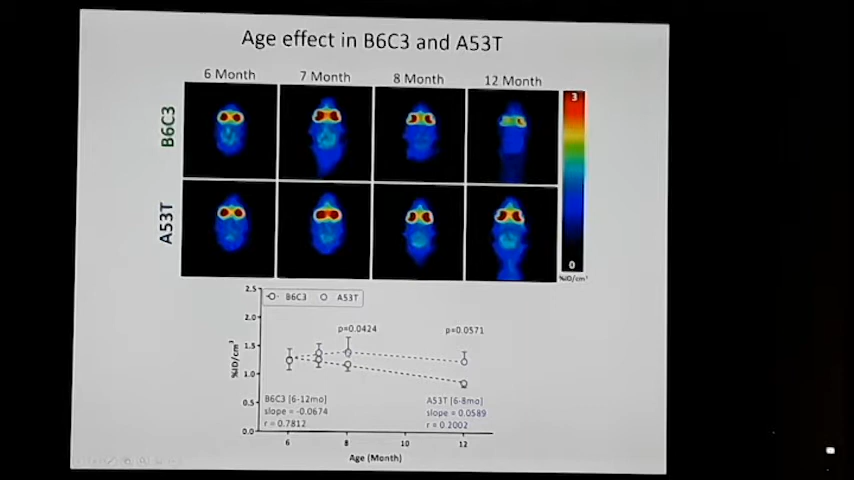 Age effect in B6C3 and A53T
6 Month 7 Month 8 Month 12 Month
B6C3
A53T
3
0
%ID/cm³
B6C3 A53T
2.5
2.0
1.5
1.0
0.5
0.0
%ID/cm³
p=0.0424
p=0.0571
B6C3 [6-12mo]
slope = -0.0674
r = 0.7812
A53T [6-8mo]
slope = 0.0589
r = 0.2002
6 8 10 12
Age (Month)